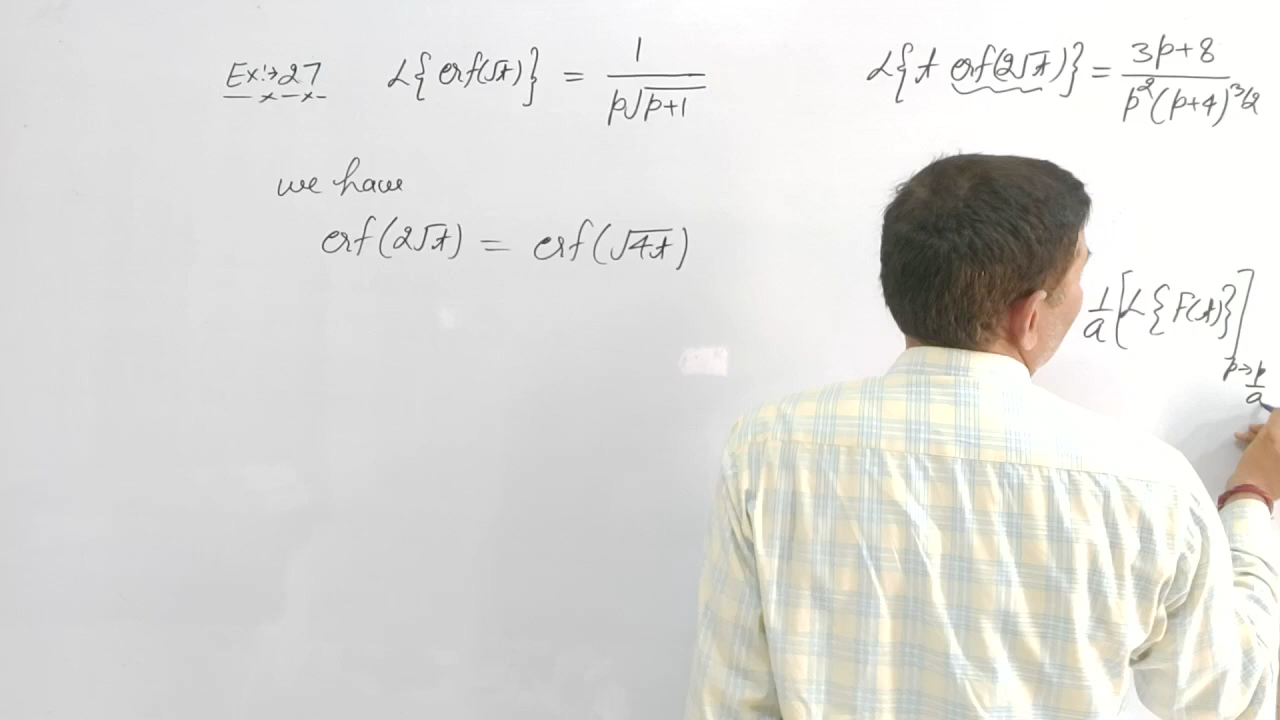 Ex:→27 L{erf(√t)} = 1/(p√(p+1)) L{t erf(2√t)} = (3p+8)/(p²(p+4)^3/2)
we have
erf(2√t) = erf(√4t)
1/a [L{F(t)}] p→p/a